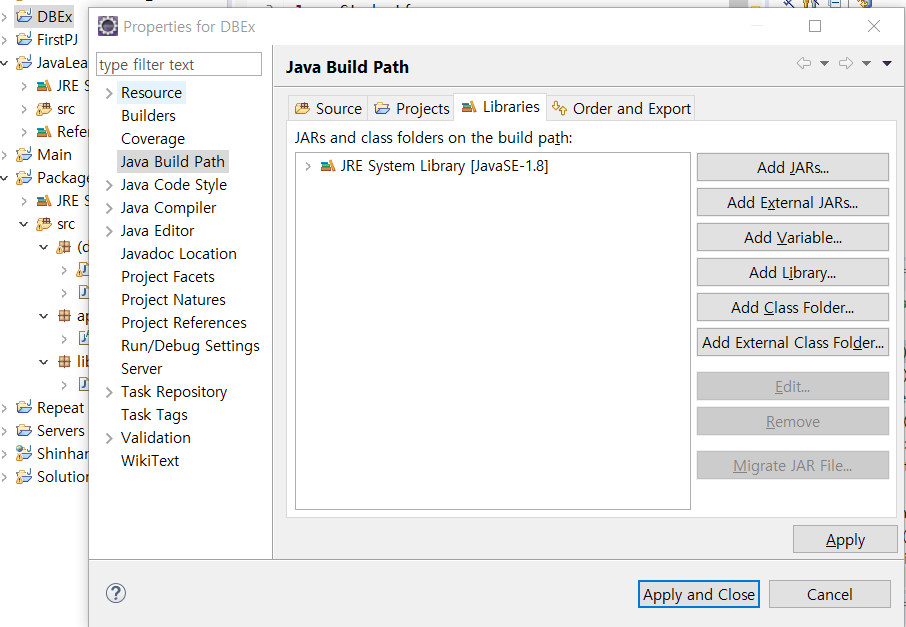 DBEx
FirstPJ
JavaLea
JRE S
src
Refe
Main
Package
JRE S
src
(d
ap
lib
Repeat
Servers
Shinhan
Solution
Properties for DBEx
type filter text
Resource
Builders
Coverage
Java Build Path
Java Code Style
Java Compiler
Java Editor
Javadoc Location
Project Facets
Project Natures
Project References
Run/Debug Settings
Server
Task Repository
Task Tags
Validation
WikiText
Java Build Path
Source Projects Libraries Order and Export
JARs and class folders on the build path:
JRE System Library [JavaSE-1.8]
Add JARs...
Add External JARs...
Add Variable...
Add Library...
Add Class Folder...
Add External Class Folder...
Edit...
Remove
Migrate JAR File...
Apply
?
Apply and Close Cancel